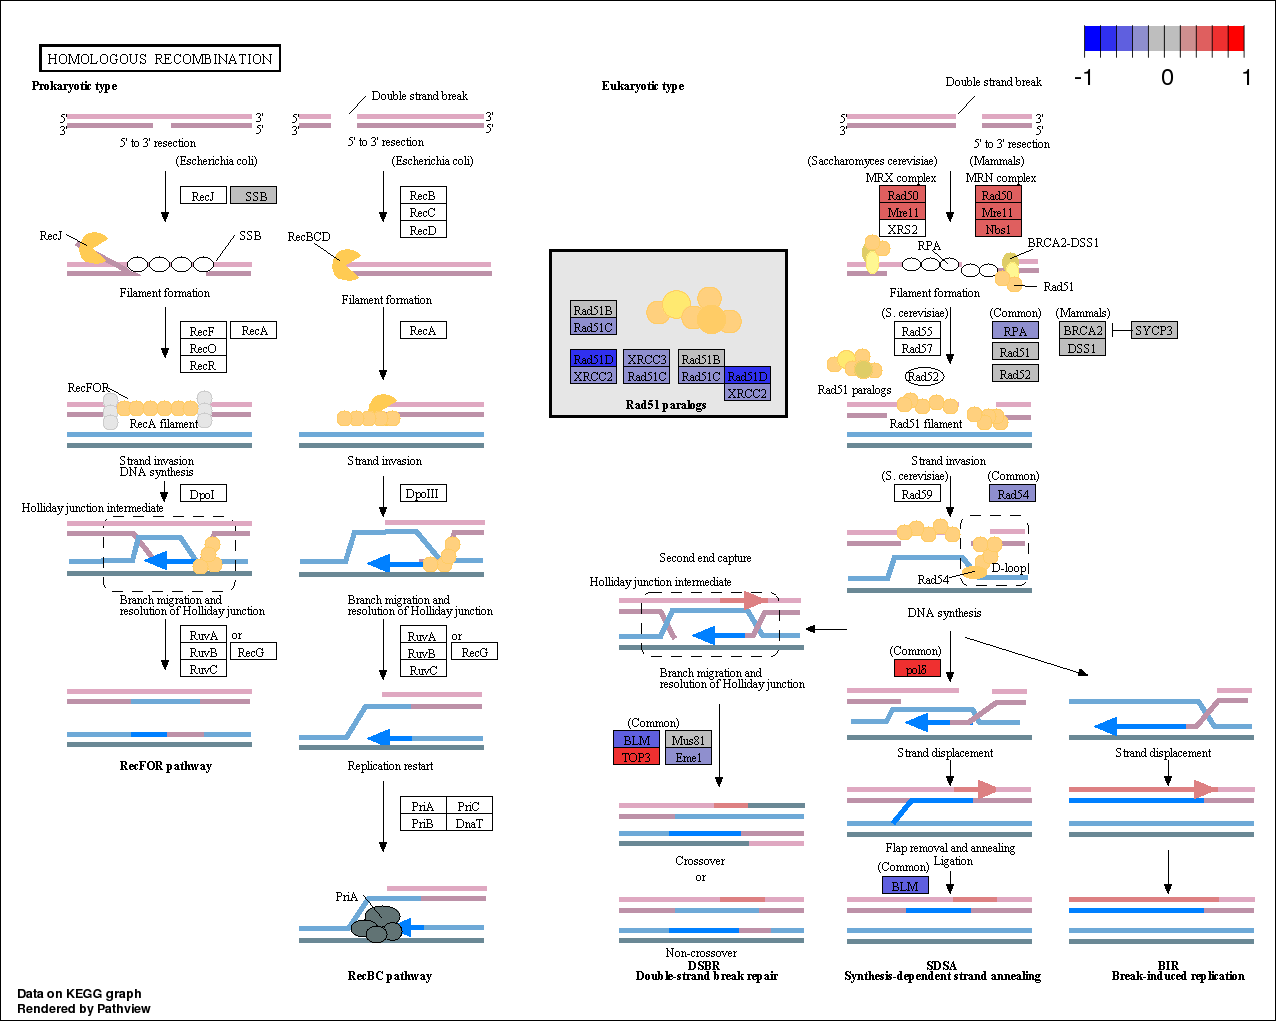 HOMOLOGOUS RECOMBINATION
-1 0 1
Prokaryotic type
Eukaryotic type
Double strand break
5'
3'
3'
5'
5' to 3' resection
(Escherichia coli)
RecJ
SSB
RecJ
SSB
Filament formation
RecF
RecA
RecO
RecR
RecFOR
RecA filament
Strand invasion
DNA synthesis
DpoI
Holliday junction intermediate
Branch migration and
resolution of Holliday junction
RuvA
or
RuvB
RecG
RuvC
RecFOR pathway
5'
3'
3'
5'
5' to 3' resection
(Escherichia coli)
RecB
RecC
RecD
RecBCD
Filament formation
RecA
Strand invasion
DpoIII
Branch migration and
resolution of Holliday junction
RuvA
or
RuvB
RecG
RuvC
Replication restart
PriA
PriC
PriB
DnaT
PriA
RecBC pathway
Rad51B
Rad51C
Rad51D
XRCC3
Rad51B
XRCC2
Rad51C
Rad51C
Rad51D
XRCC2
Rad51 paralogs
Double strand break
5'
3'
3'
5'
5' to 3' resection
(Saccharomyces cerevisiae)
(Mammals)
MRX complex
MRN complex
Rad50
Rad50
Mre11
Mre11
XRS2
Nbs1
RPA
BRCA2-DSS1
Rad51
Filament formation
(S. cerevisiae)
(Common)
(Mammals)
Rad55
RPA
BRCA2
SYCP3
Rad57
Rad51
DSS1
Rad52
Rad52
Rad51 paralogs
Rad51 filament
Strand invasion
(S. cerevisiae)
(Common)
Rad59
Rad54
D-loop
Rad54
DNA synthesis
Second end capture
Holliday junction intermediate
Branch migration and
resolution of Holliday junction
(Common)
BLM
Mus81
TOP3
Eme1
Crossover
or
Non-crossover
DSBR
Double-strand break repair
(Common)
polδ
Strand displacement
Flap removal and annealing
Ligation
(Common)
BLM
SDSA
Synthesis-dependent strand annealing
Strand displacement
BIR
Break-induced replication
Data on KEGG graph
Rendered by Pathview